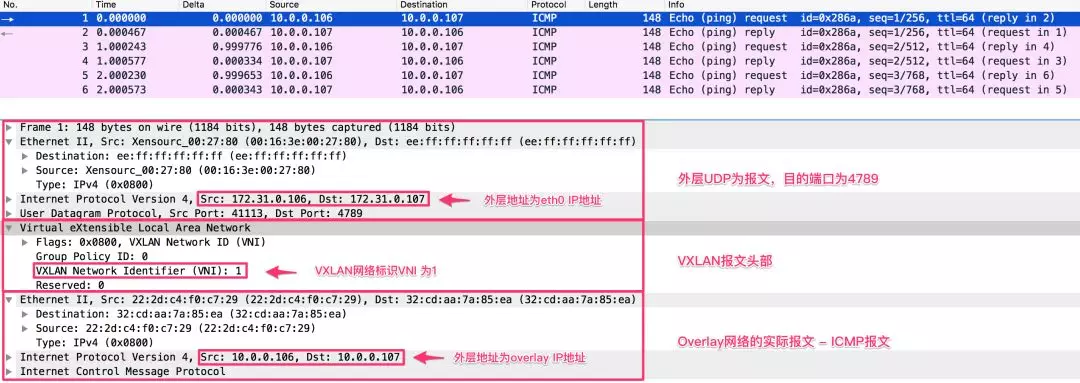 No. Time Delta Source Destination Protocol Length Info
1 0.000000 0.000000 10.0.0.106 10.0.0.107 ICMP 148 Echo (ping) request id=0x286a, seq=1/256, ttl=64 (reply in 2)
2 0.000467 0.000467 10.0.0.107 10.0.0.106 ICMP 148 Echo (ping) reply id=0x286a, seq=1/256, ttl=64 (request in 1)
3 1.000243 0.999776 10.0.0.106 10.0.0.107 ICMP 148 Echo (ping) request id=0x286a, seq=2/512, ttl=64 (reply in 4)
4 1.000577 0.000334 10.0.0.107 10.0.0.106 ICMP 148 Echo (ping) reply id=0x286a, seq=2/512, ttl=64 (request in 3)
5 2.000230 0.999653 10.0.0.106 10.0.0.107 ICMP 148 Echo (ping) request id=0x286a, seq=3/768, ttl=64 (reply in 6)
6 2.000573 0.000343 10.0.0.107 10.0.0.106 ICMP 148 Echo (ping) reply id=0x286a, seq=3/768, ttl=64 (request in 5)
Frame 1: 148 bytes on wire (1184 bits), 148 bytes captured (1184 bits)
Ethernet II, Src: Xensourc_00:27:80 (00:16:3e:00:27:80), Dst: ee:ff:ff:ff:ff:ff (ee:ff:ff:ff:ff:ff)
Destination: ee:ff:ff:ff:ff:ff (ee:ff:ff:ff:ff:ff)
Source: Xensourc_00:27:80 (00:16:3e:00:27:80)
Type: IPv4 (0x0800)
外层UDP为报文，目的端口为4789
Internet Protocol Version 4, Src: 172.31.0.106, Dst: 172.31.0.107 外层地址为eth0 IP地址
User Datagram Protocol, Src Port: 41113, Dst Port: 4789
Virtual eXtensible Local Area Network
Flags: 0x0800, VXLAN Network ID (VNI)
Group Policy ID: 0
VXLAN报文头部
VXLAN Network Identifier (VNI): 1 VXLAN网络标识VNI 为1
Reserved: 0
Ethernet II, Src: 22:2d:c4:f0:c7:29 (22:2d:c4:f0:c7:29), Dst: 32:cd:aa:7a:85:ea (32:cd:aa:7a:85:ea)
Destination: 32:cd:aa:7a:85:ea (32:cd:aa:7a:85:ea)
Source: 22:2d:c4:f0:c7:29 (22:2d:c4:f0:c7:29)
Type: IPv4 (0x0800)
Overlay网络的实际报文 – ICMP报文
Internet Protocol Version 4, Src: 10.0.0.106, Dst: 10.0.0.107 外层地址为overlay IP地址
Internet Control Message Protocol